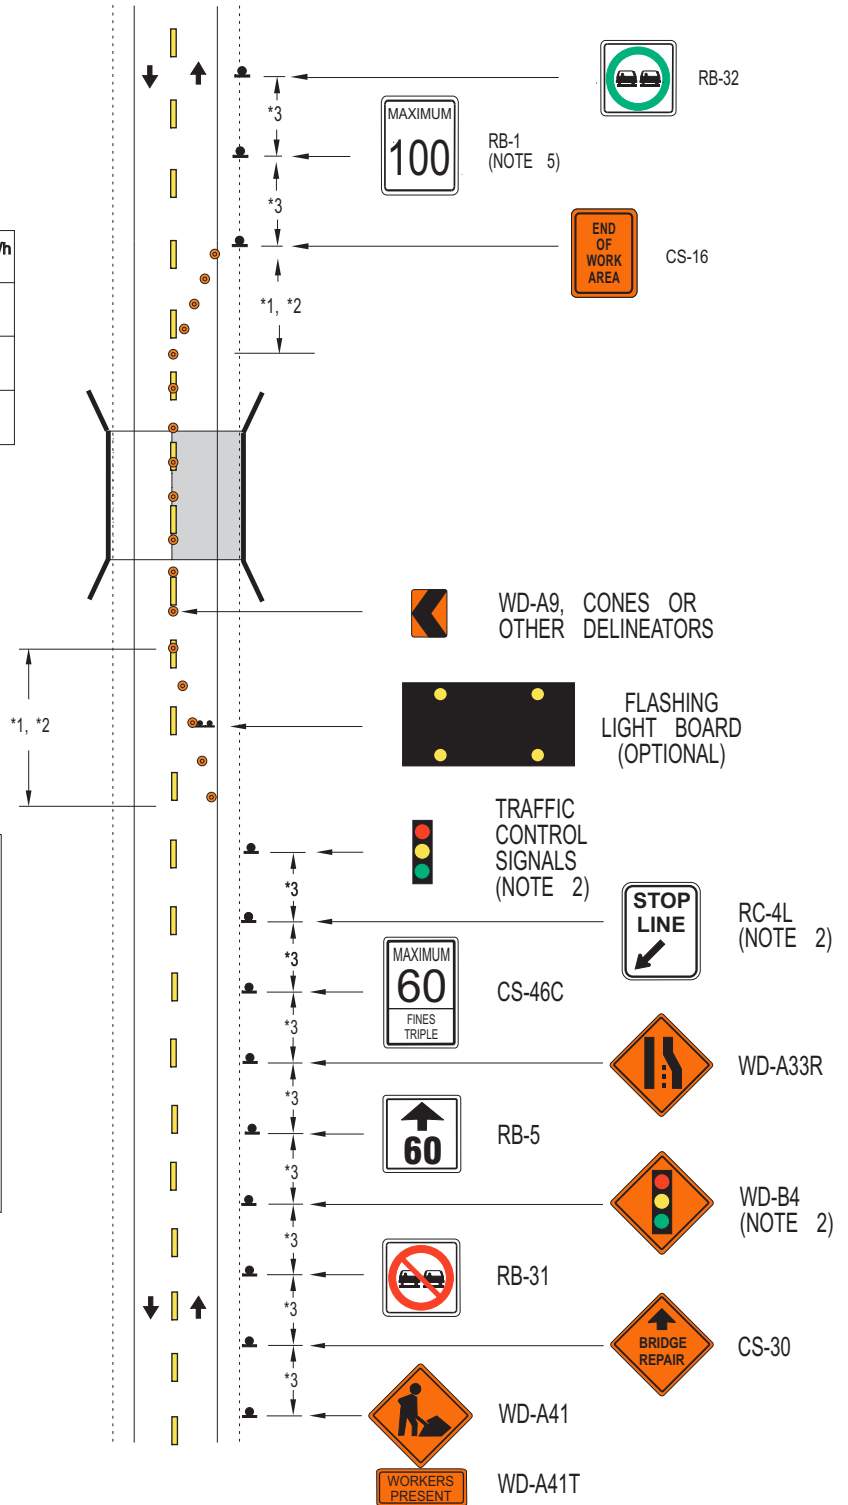 RB-32
*3
MAXIMUM
100
RB-1
(NOTE 5)
*3
/h
END
OF
WORK
AREA
CS-16
*1, *2
WD-A9, CONES OR
OTHER DELINEATORS
FLASHING
LIGHT BOARD
(OPTIONAL)
*1, *2
TRAFFIC
CONTROL
SIGNALS
(NOTE 2)
*3
STOP
LINE
RC-4L
(NOTE 2)
*3
MAXIMUM
60
FINES
TRIPLE
CS-46C
*3
WD-A33R
*3
60
RB-5
*3
WD-B4
(NOTE 2)
*3
RB-31
*3
BRIDGE
REPAIR
CS-30
*3
WD-A41
WORKERS
PRESENT
WD-A41T